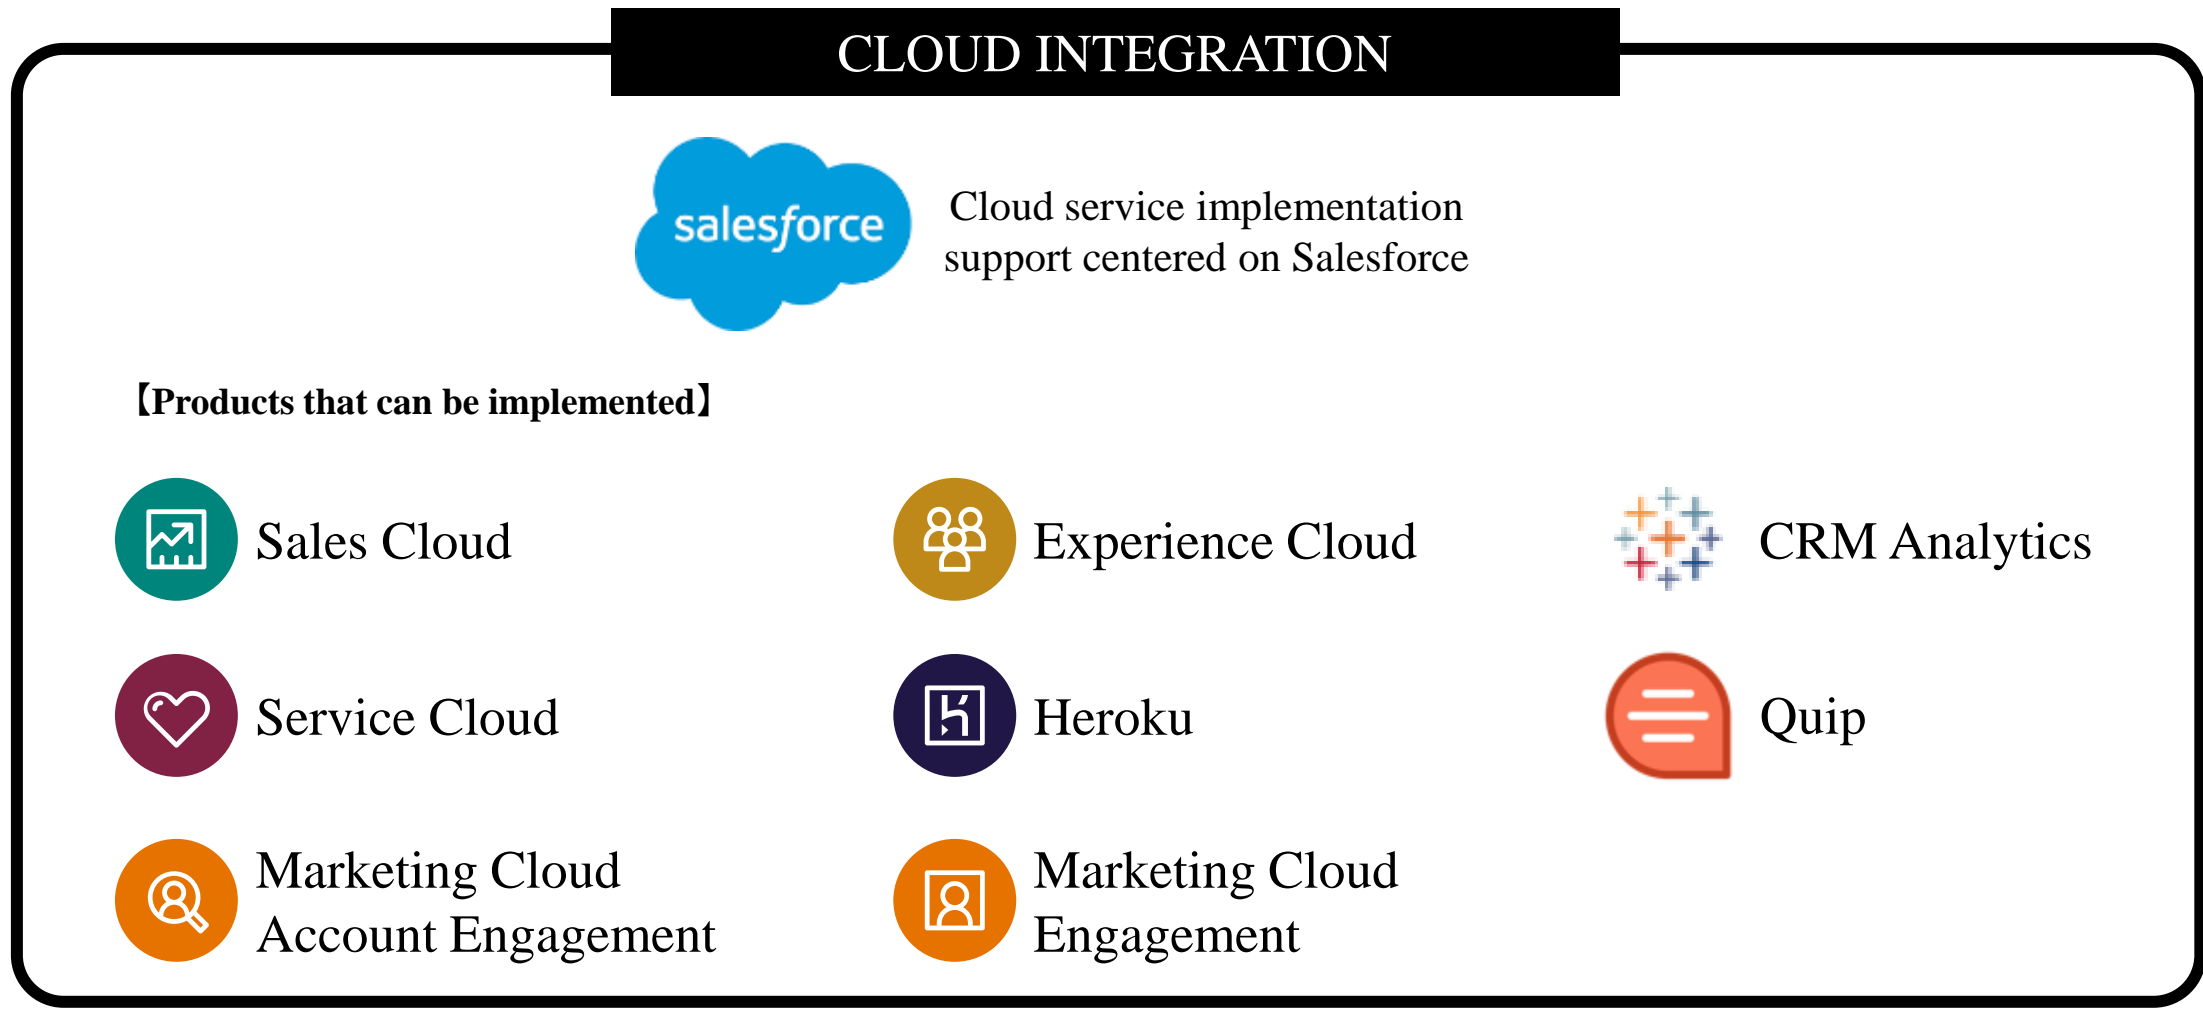 CLOUD INTEGRATION
salesforce
Cloud service implementation
support centered on Salesforce
【Products that can be implemented】
Sales Cloud
Experience Cloud
CRM Analytics
Service Cloud
Heroku
Quip
Marketing Cloud
Account Engagement
Marketing Cloud
Engagement